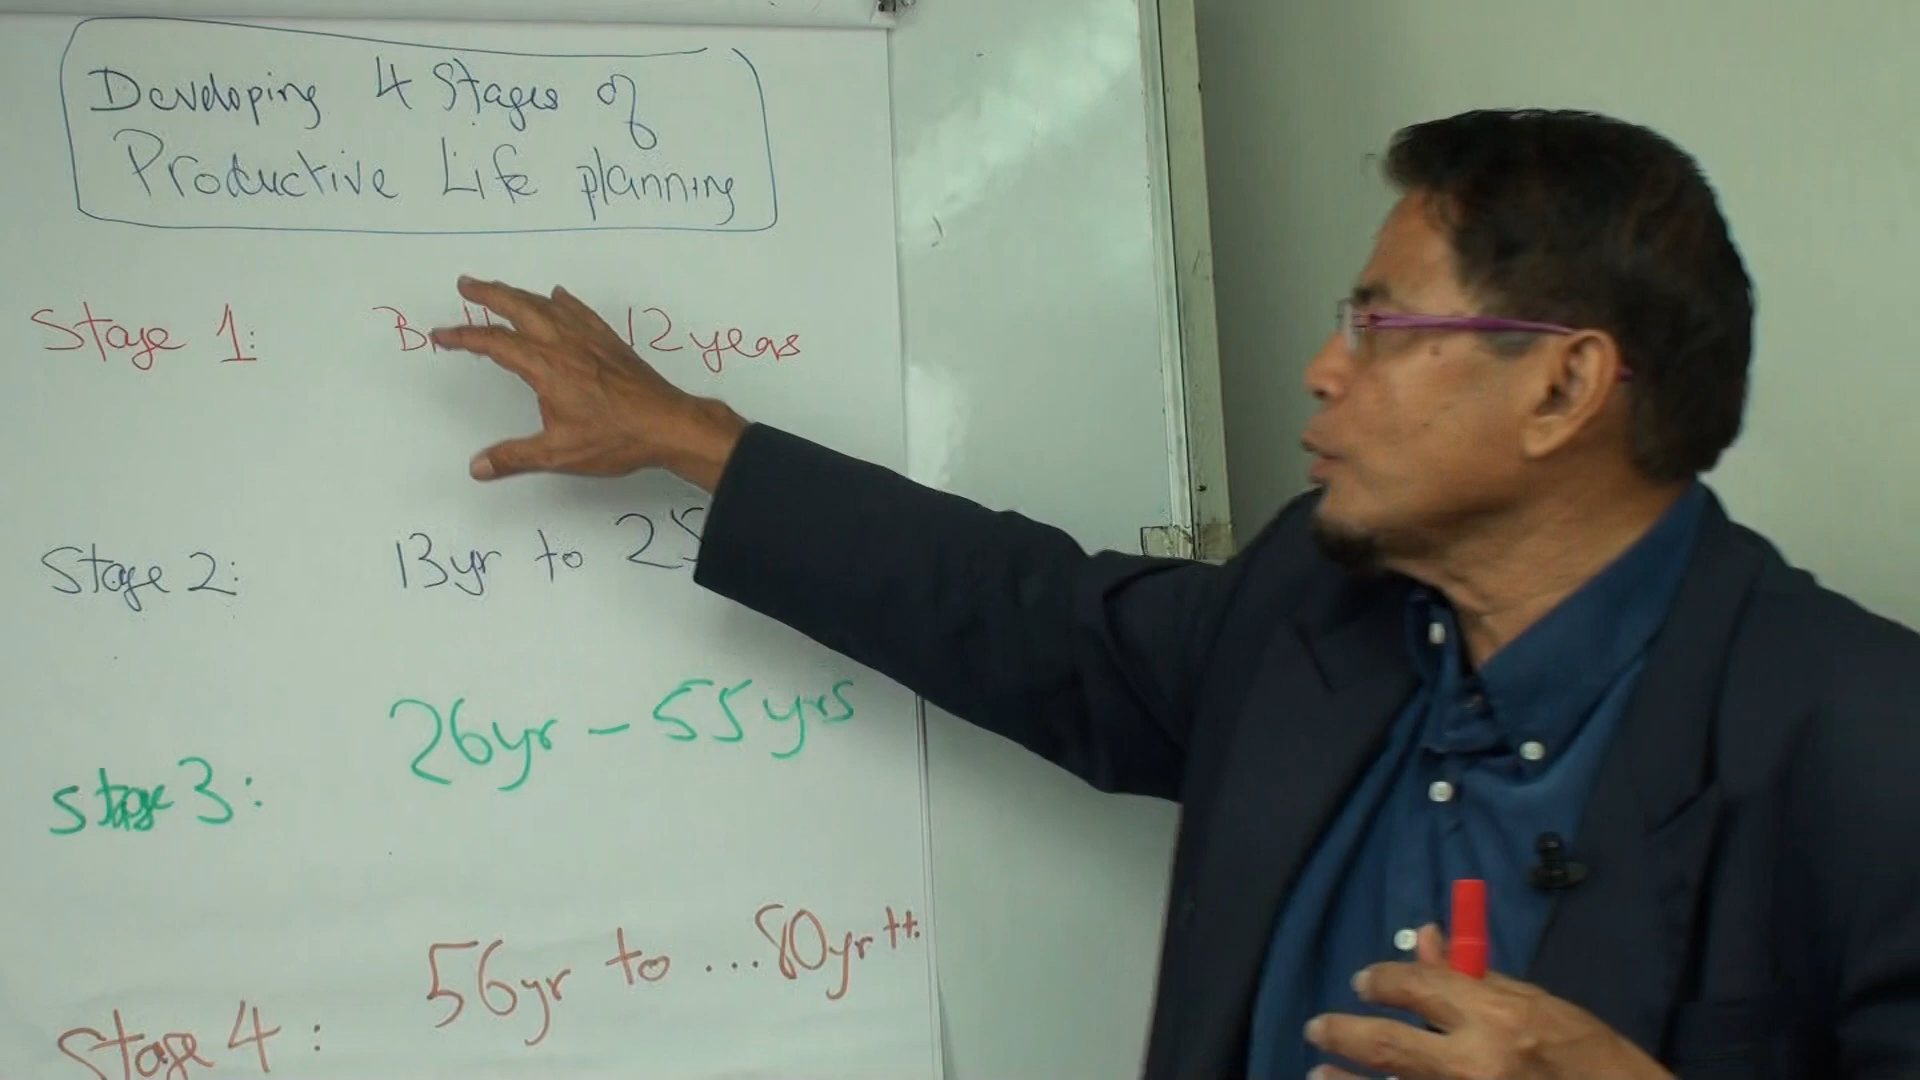 Developing 4 Stages of
Productive Life planning
Stage 1: 12 years
Stage 2: 13yr to 25
Stage 3: 26yr - 55yrs
Stage 4: 56yr to ...80yr ++